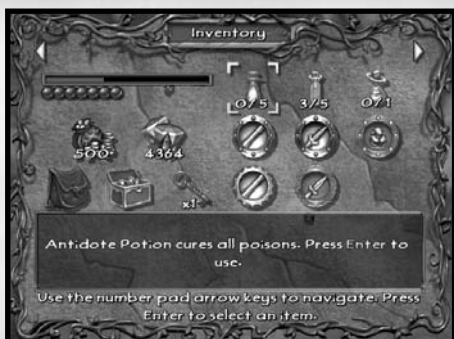 Inventory
0/5 3/5 0/1
500 4364
x1
Antidote Potion cures all poisons. Press Enter to
use.
Use the number pad arrow keys to navigate. Press
Enter to select an item.